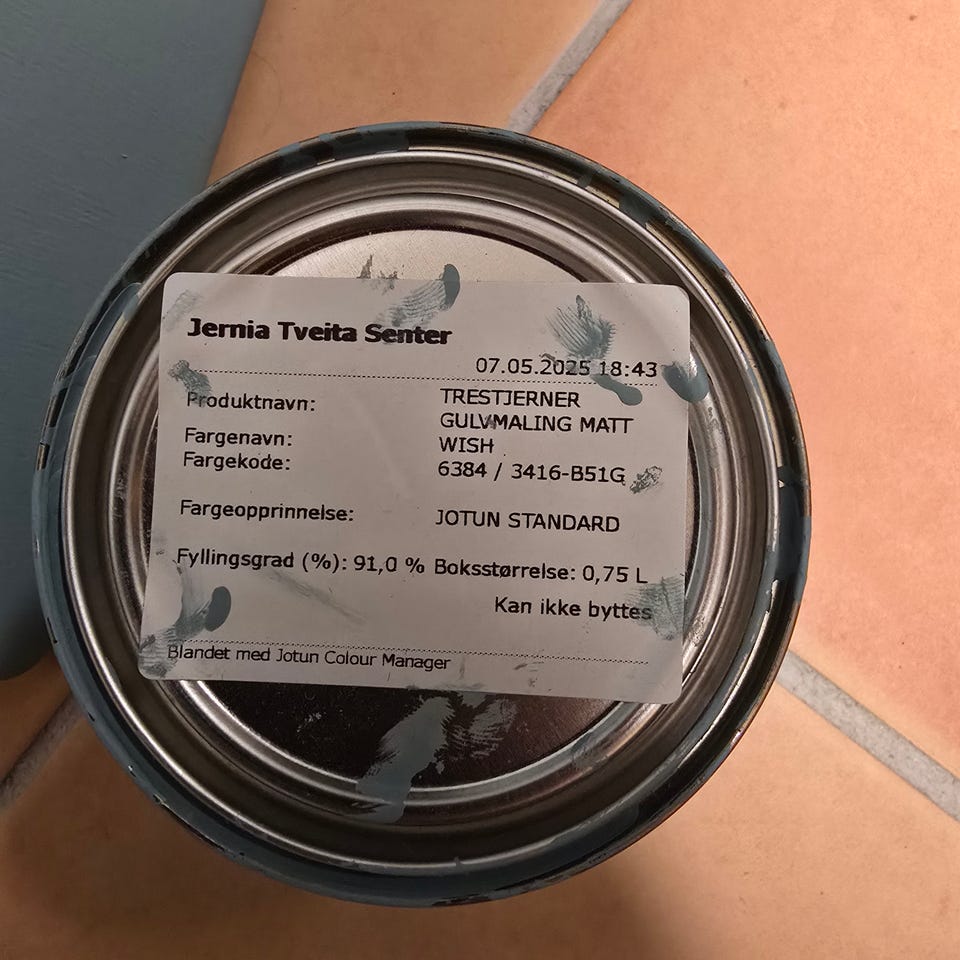 Jernia Tveita Senter
07.05.2025 18:43
Produktnavn: TRESTJERNER
GULVMALING MATT
Fargenavn: WISH
Fargekode: 6384 / 3416-B51G
Fargeopprinnelse: JOTUN STANDARD
Fyllingsgrad (%): 91,0 % Boksstørrelse: 0,75 L
Kan ikke byttes
Blandet med Jotun Colour Manager